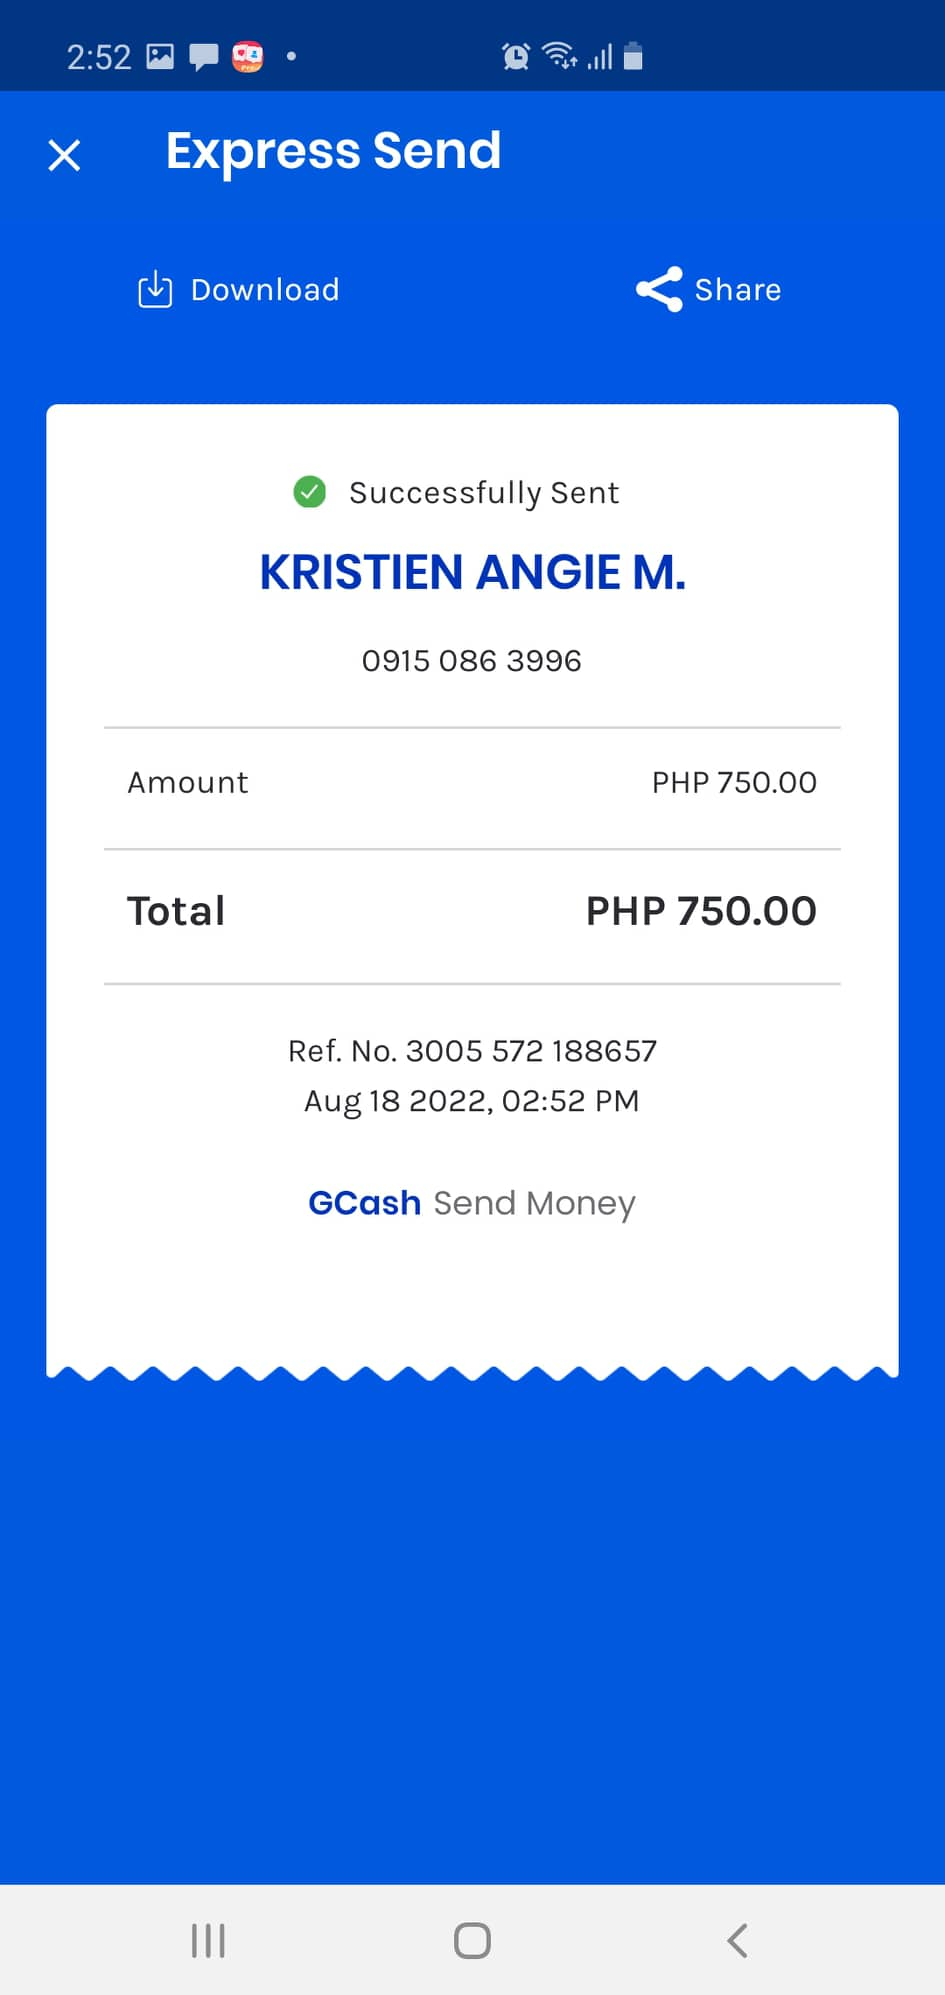 2:52
Express Send
Download
Share
Successfully Sent
KRISTIEN ANGIE M.
0915 086 3996
Amount PHP 750.00
Total PHP 750.00
Ref. No. 3005 572 188657
Aug 18 2022, 02:52 PM
GCash Send Money